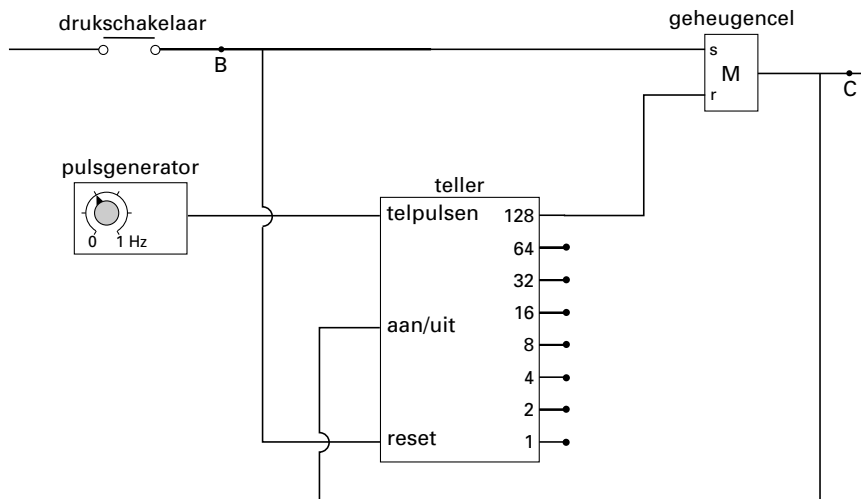 drukschakelaar
geheugencel
B
s
M
r
C
pulsgenerator
0 1 Hz
teller
telpulsen
aan/uit
reset
128
64
32
16
8
4
2
1